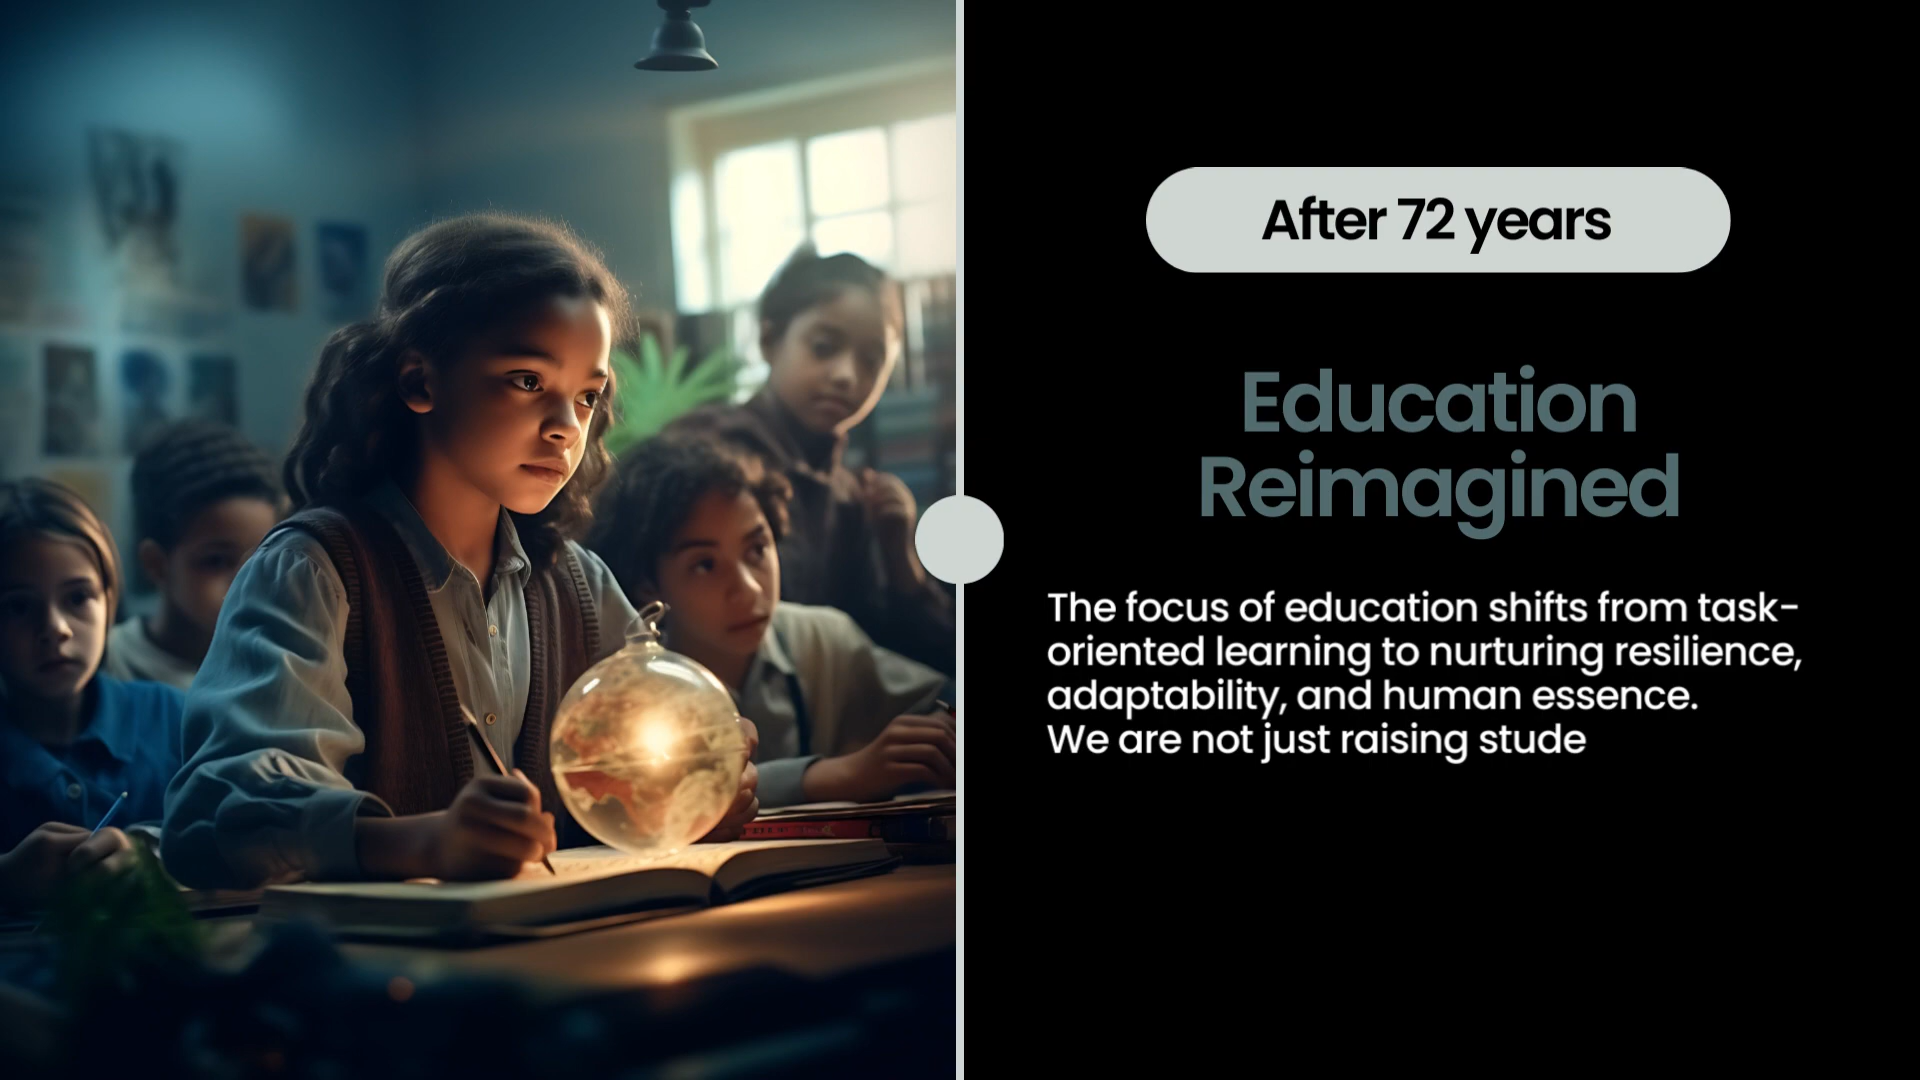 After 72 years
Education
Reimagined
The focus of education shifts from task-
oriented learning to nurturing resilience,
adaptability, and human essence.
We are not just raising stude